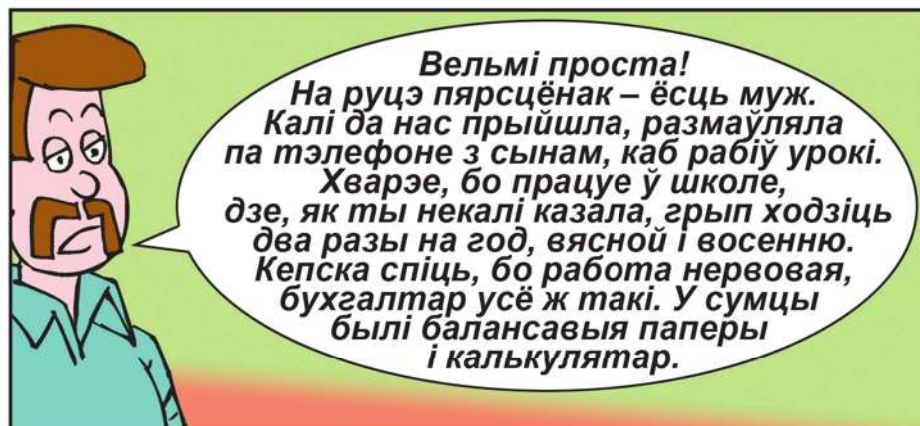 Вельмі проста!
На руцэ пярсцёнак – ёсць муж.
Калі да нас прыйшла, размаўляла
па тэлефоне з сынам, каб рабіў урокі.
Хварэе, бо працуе ў школе,
дзе, як ты некалі казала, грып ходзіць
два разы на год, вясной і восенню.
Кепска спіць, бо работа нервовая,
бухгалтар усё ж такі. У сумцы
былі балансавыя паперы
і калькулятар.